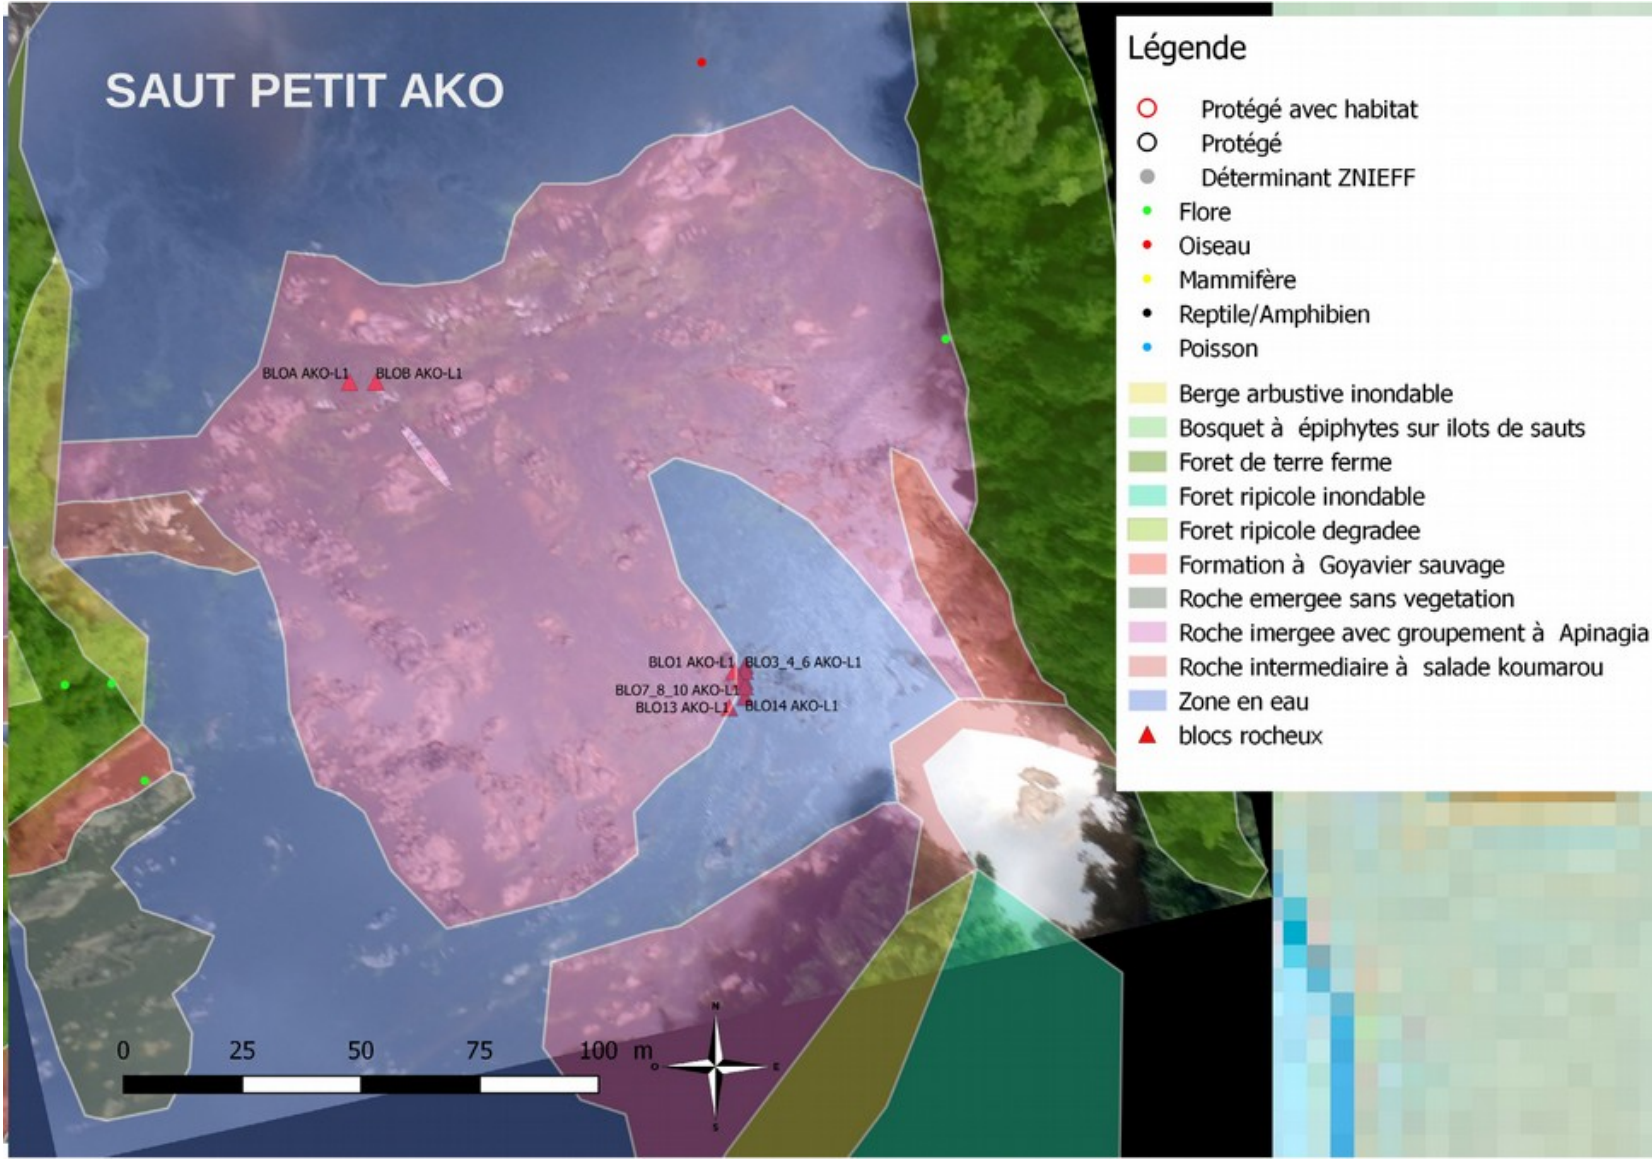 SAUT PETIT AKO
Légende
Protégé avec habitat
Protégé
Déterminant ZNIEFF
Flore
Oiseau
Mammifère
Reptile/Amphibien
Poisson
Berge arbustive inondable
Bosquet à épiphytes sur ilots de sauts
Foret de terre ferme
Foret ripicole inondable
Foret ripicole degradee
Formation à Goyavier sauvage
Roche emergee sans vegetation
Roche imergee avec groupement à Apinagia
Roche intermediaire à salade koumarou
Zone en eau
blocs rocheux
BLOA AKO-L1 BLOB AKO-L1
BLO1 AKO-L1 BLO3_4_6 AKO-L1
BLO7_8_10 AKO-L1
BLO13 AKO-L1 BLO14 AKO-L1
0 25 50 75 100 m
N
O E
S